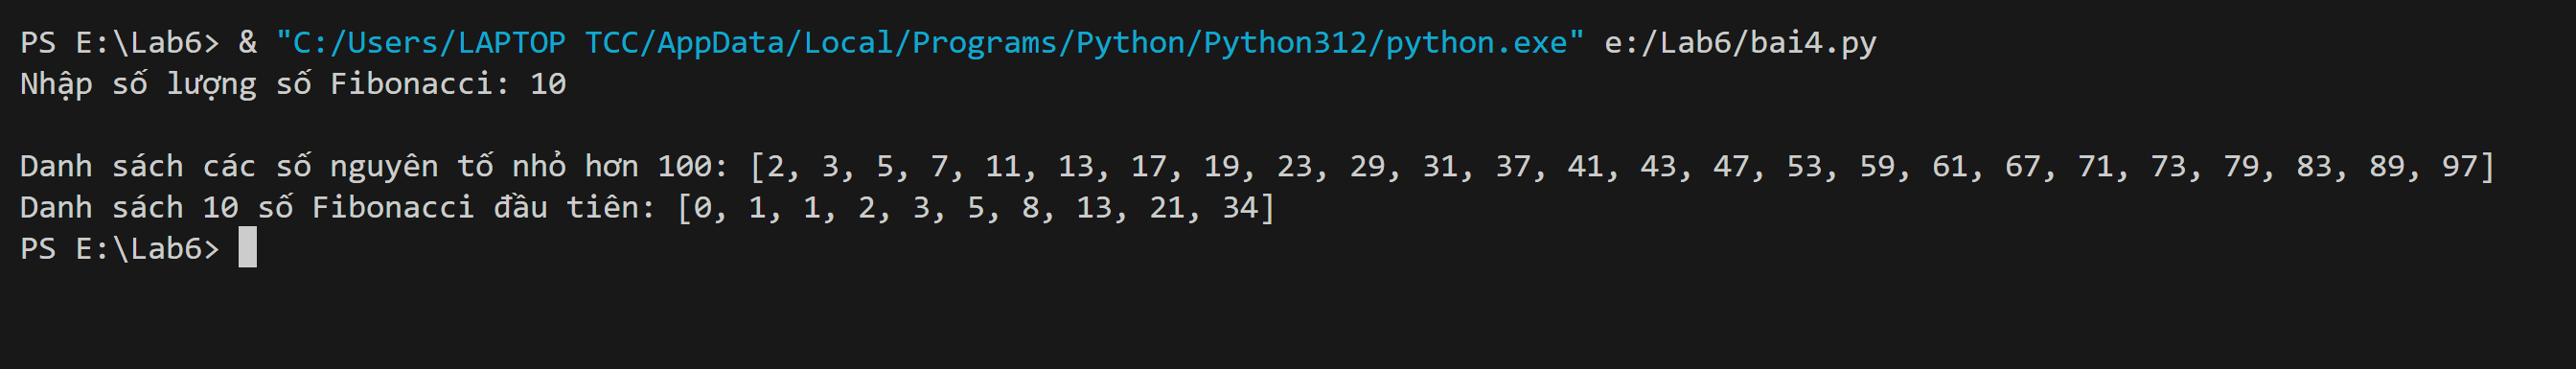 PS E:\Lab6> & "C:/Users/LAPTOP TCC/AppData/Local/Programs/Python/Python312/python.exe" e:/Lab6/bai4.py
Nhập số lượng số Fibonacci: 10
Danh sách các số nguyên tố nhỏ hơn 100: [2, 3, 5, 7, 11, 13, 17, 19, 23, 29, 31, 37, 41, 43, 47, 53, 59, 61, 67, 71, 73, 79, 83, 89, 97]
Danh sách 10 số Fibonacci đầu tiên: [0, 1, 1, 2, 3, 5, 8, 13, 21, 34]
PS E:\Lab6>